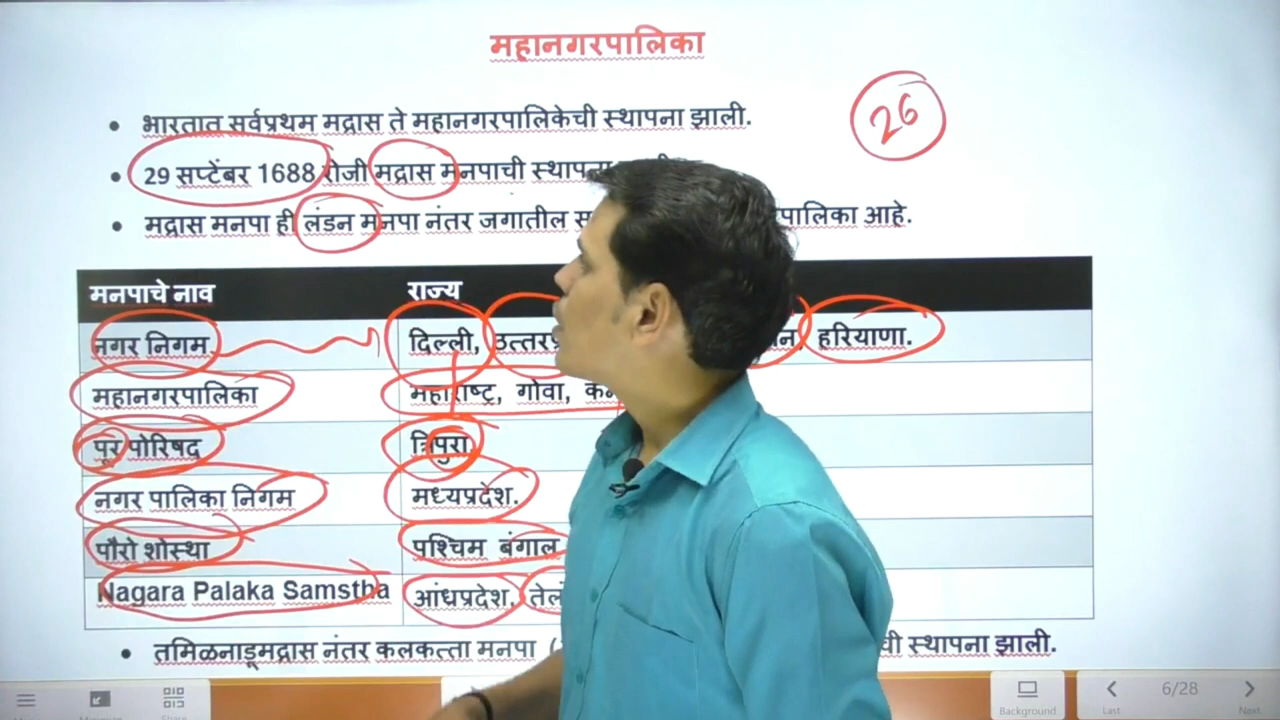 महानगरपालिका
26
भारतात सर्वप्रथम मद्रास ते महानगरपालिकेची स्थापना झाली.
29 सप्टेंबर 1688 रोजी मद्रास मनपाची
मद्रास मनपा ही लंडन मनपा नंतर जगातील पालिका आहे.
मनपाचे नाव राज्य
नगर निगम दिल्ली, हरियाणा.
महानगरपालिका महाराष्ट्र, गोवा,
पूर पोरिषद त्रिपुरा
नगर पालिका निगम मध्यप्रदेश.
पौरो शोस्था पश्चिम बंगाल
Nagara Palaka Samstha आंध्रप्रदेश,
तमिळनाडूमद्रास नंतर कलकत्ता मनपा ( ची स्थापना झाली.
Share
Background
Last
6/28
Next